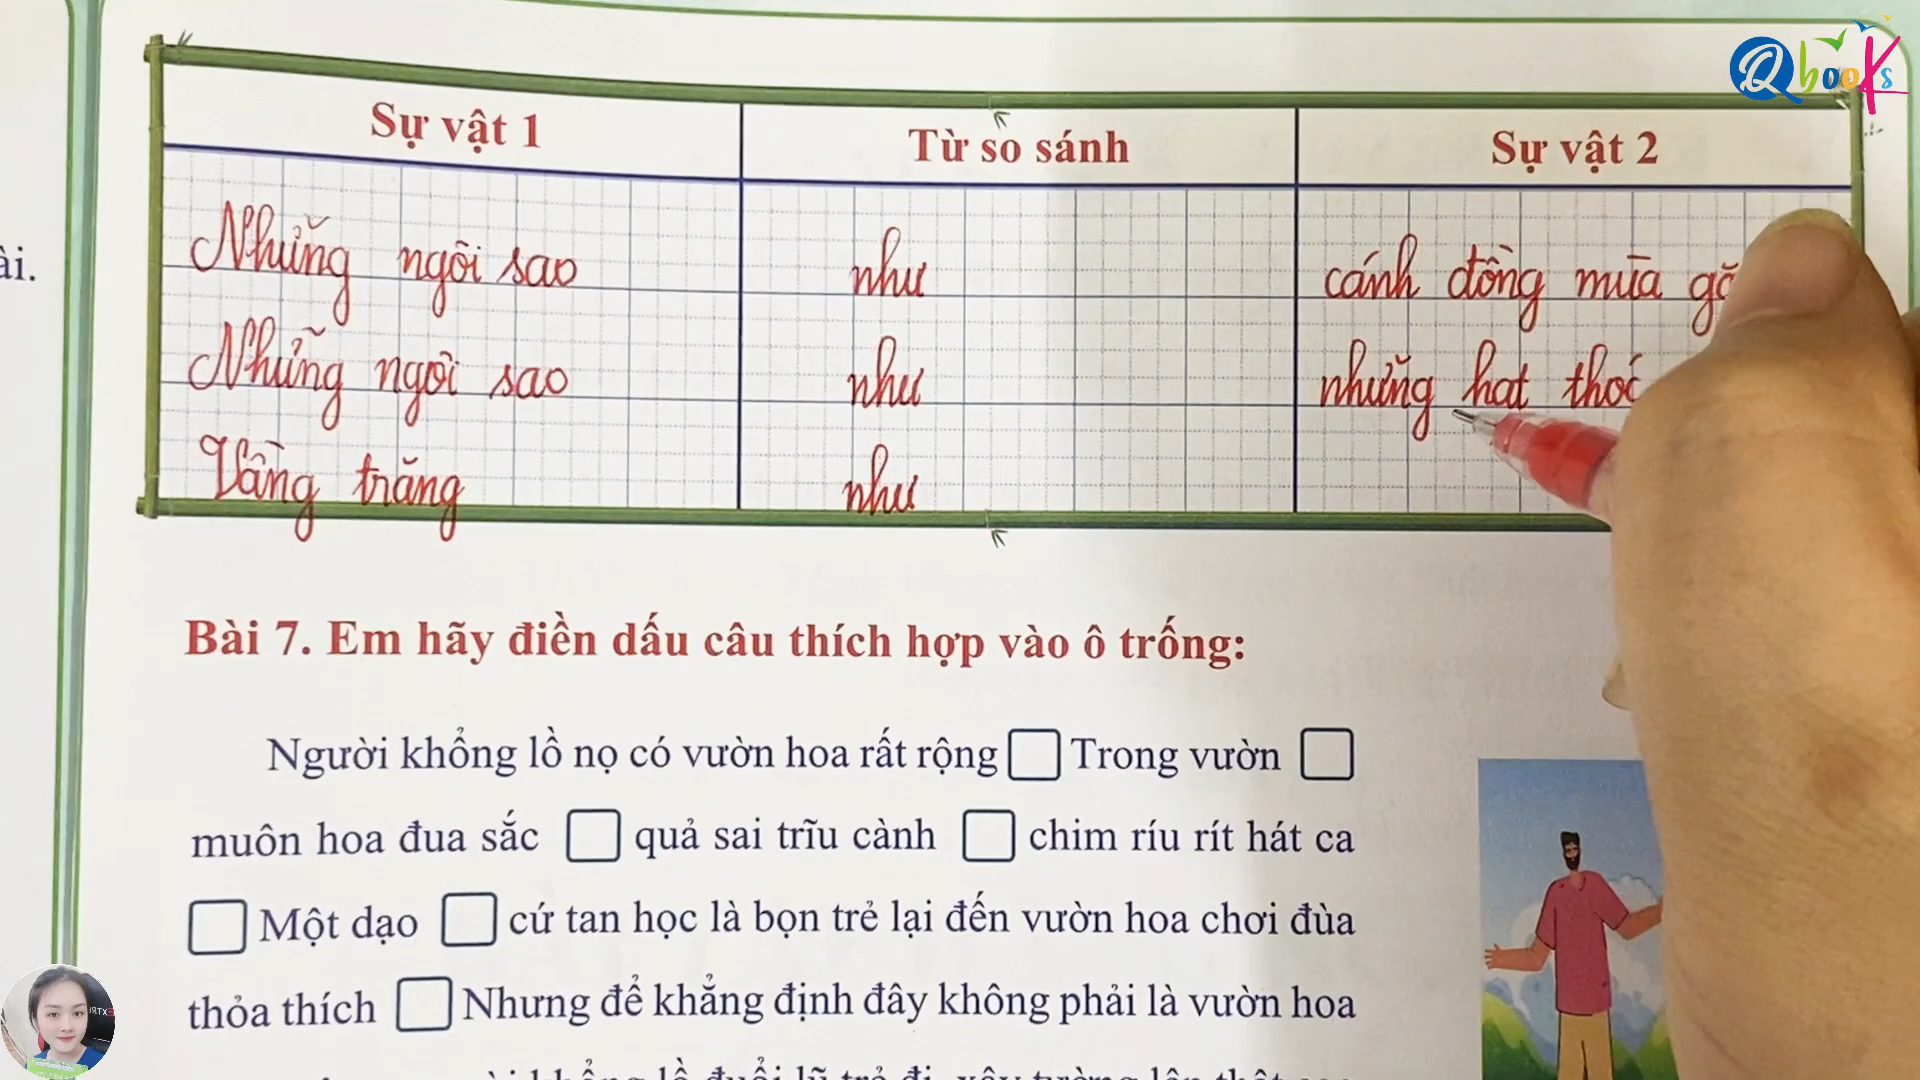 Qbooks
Sự vật 1 Từ so sánh Sự vật 2
ài.
Những ngôi sao như cánh đồng mùa
Những ngôi sao như những hat thoć
Vầng trăng như
Bài 7. Em hãy điền dấu câu thích hợp vào ô trống:
Người khổng lồ nọ có vườn hoa rất rộng □ Trong vườn □
muôn hoa đua sắc □ quả sai trĩu cành □ chim ríu rít hát ca
□ Một dạo □ cứ tan học là bọn trẻ lại đến vườn hoa chơi đùa
thỏa thích □ Nhưng để khẳng định đây không phải là vườn hoa